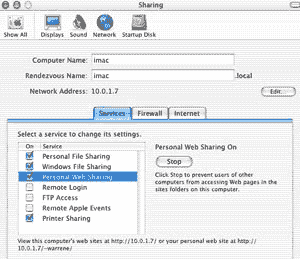 Sharing
Show All Displays Sound Network Startup Disk
Computer Name: imac
Rendezvous Name: imac .local
Network Address: 10.0.1.7 Edit...
Services Firewall Internet
Select a service to change its settings.
On Service
Personal File Sharing
Windows File Sharing
Personal Web Sharing
Remote Login
FTP Access
Remote Apple Events
Printer Sharing
Personal Web Sharing On
Stop
Click Stop to prevent users of other
computers from accessing Web pages in the
sites folders on this computer.
View this computer's web site at http://10.0.1.7/ or your personal web site at http://
10.0.1.7/~warrene/